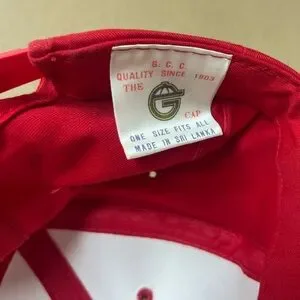 G. C. C.
QUALITY SINCE 1903
THE G CAP
ONE SIZE FITS ALL
MADE IN SRI LANKA